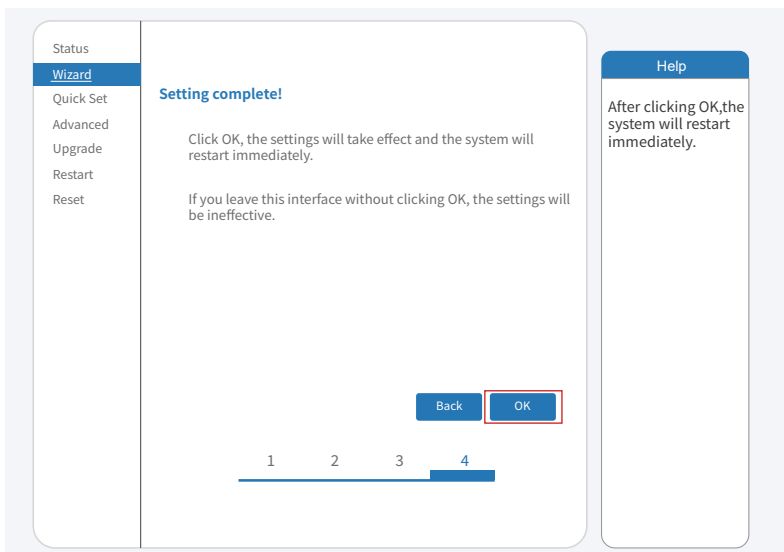 Status
Wizard
Quick Set
Advanced
Upgrade
Restart
Reset
Setting complete!
Click OK, the settings will take effect and the system will
restart immediately.
If you leave this interface without clicking OK, the settings will
be ineffective.
Back
OK
1 2 3 4
Help
After clicking OK,the
system will restart
immediately.